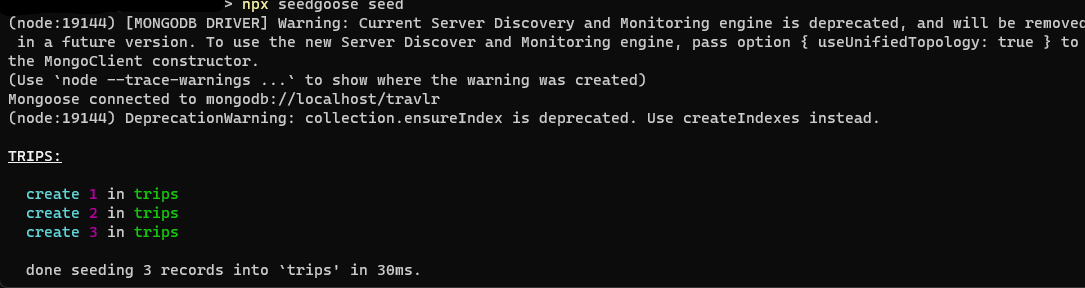 > npx seedgoose seed
(node:19144) [MONGODB DRIVER] Warning: Current Server Discovery and Monitoring engine is deprecated, and will be removed
 in a future version. To use the new Server Discover and Monitoring engine, pass option { useUnifiedTopology: true } to
the MongoClient constructor.
(Use `node --trace-warnings ...` to show where the warning was created)
Mongoose connected to mongodb://localhost/travlr
(node:19144) DeprecationWarning: collection.ensureIndex is deprecated. Use createIndexes instead.
TRIPS:
create 1 in trips
create 2 in trips
create 3 in trips
done seeding 3 records into `trips' in 30ms.